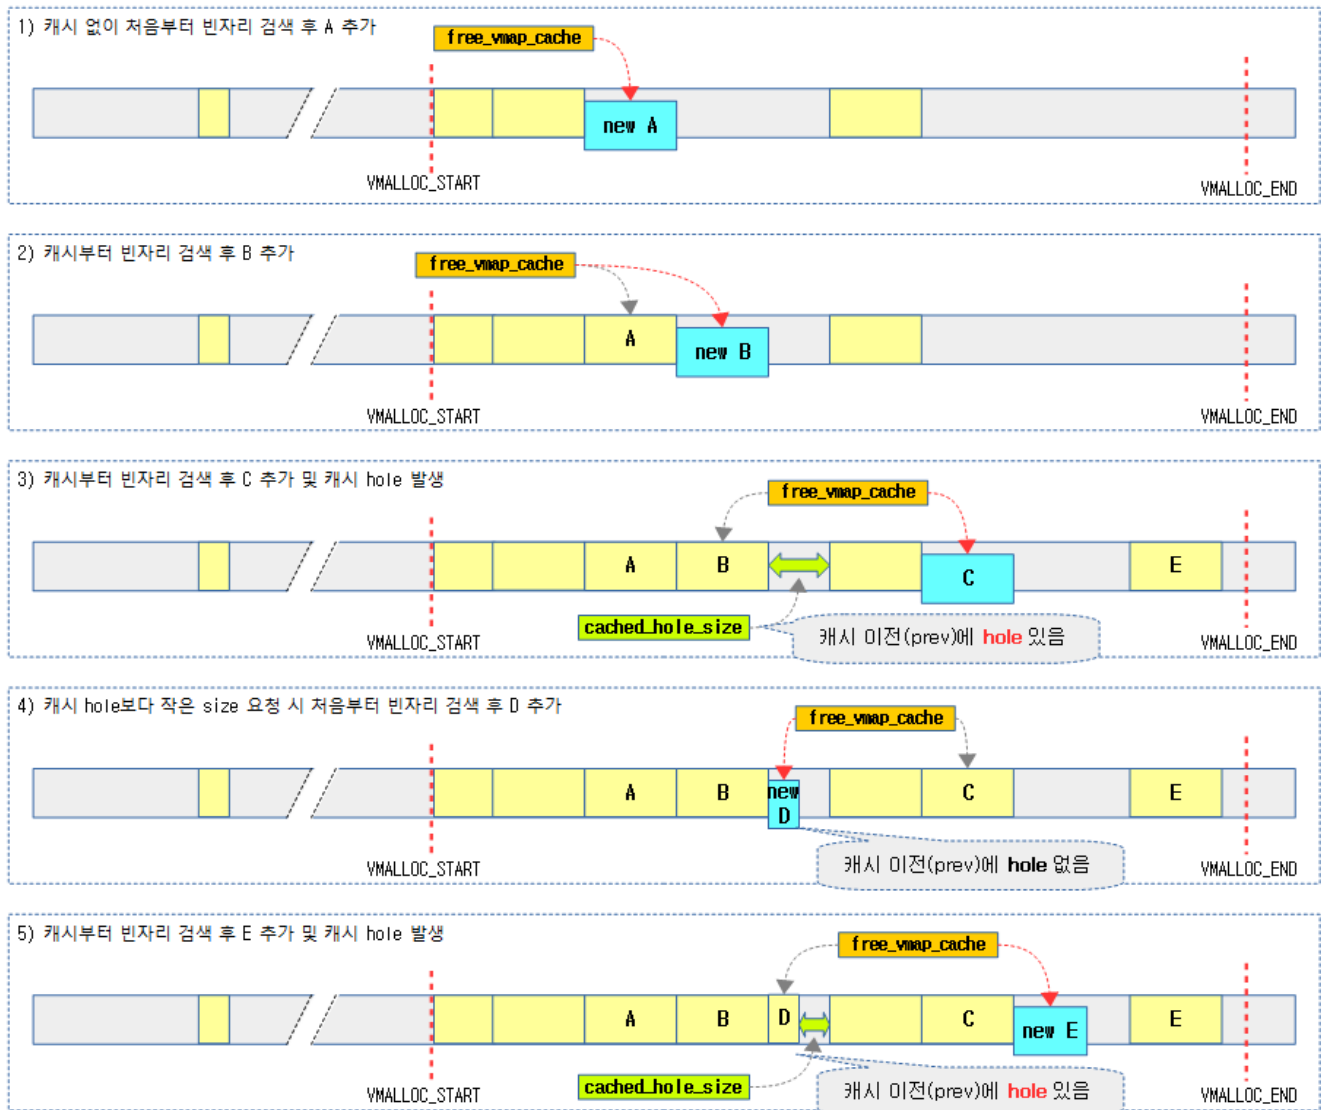 1) 캐시 없이 처음부터 빈자리 검색 후 A 추가
free_vmap_cache
new A
VMALLOC_START
VMALLOC_END
2) 캐시부터 빈자리 검색 후 B 추가
free_vmap_cache
A
new B
VMALLOC_START
VMALLOC_END
3) 캐시부터 빈자리 검색 후 C 추가 및 캐시 hole 발생
free_vmap_cache
A
B
C
E
cached_hole_size
캐시 이전(prev)에 hole 있음
VMALLOC_START
VMALLOC_END
4) 캐시 hole보다 작은 size 요청 시 처음부터 빈자리 검색 후 D 추가
free_vmap_cache
A
B
new
D
C
E
캐시 이전(prev)에 hole 없음
VMALLOC_START
VMALLOC_END
5) 캐시부터 빈자리 검색 후 E 추가 및 캐시 hole 발생
free_vmap_cache
A
B
D
C
new E
E
cached_hole_size
캐시 이전(prev)에 hole 있음
VMALLOC_START
VMALLOC_END